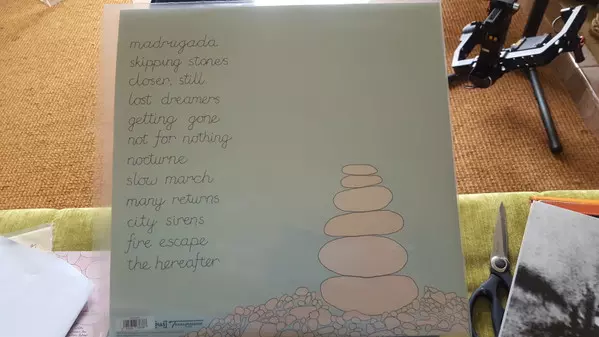 madrugada
skipping stones
closer, still
lost dreamers
getting gone
not for nothing
nocturne
slow march
many returns
city sirens
fire escape
the hereafter